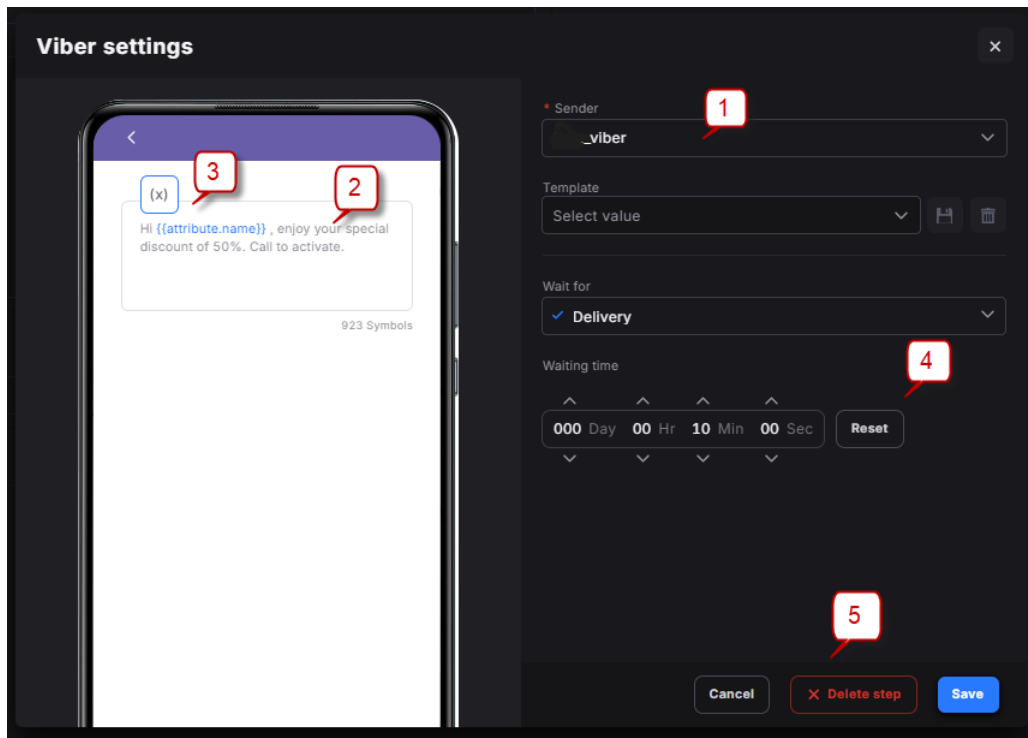 Viber settings
* Sender
1
_viber
3
(x)
2
Hi {{attribute.name}} , enjoy your special
discount of 50%. Call to activate.
923 Symbols
Template
Select value
Wait for
Delivery
4
Waiting time
000 Day 00 Hr 10 Min 00 Sec
Reset
5
Cancel
Delete step
Save